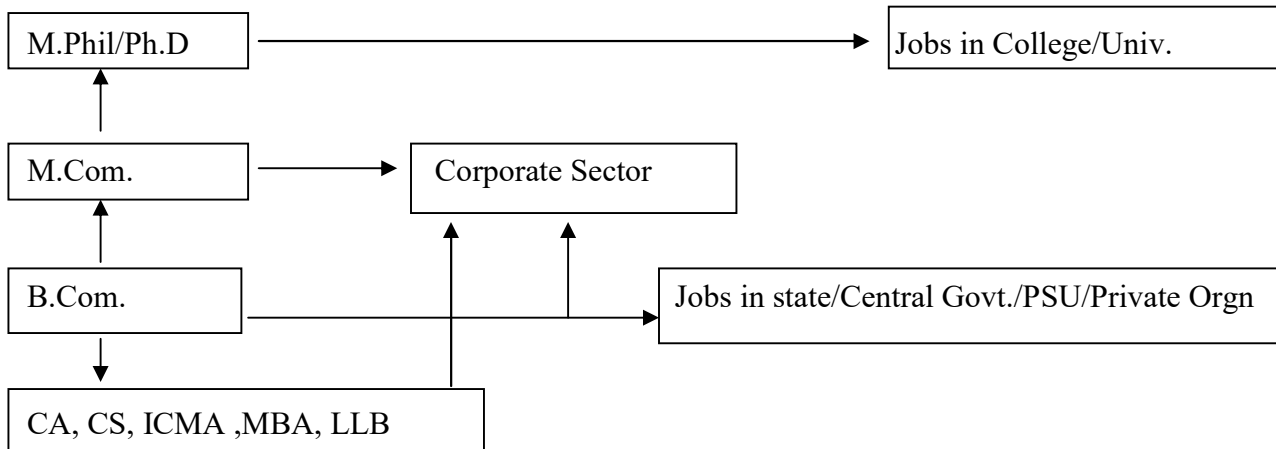 M.Phil/Ph.D
Jobs in College/Univ.
M.Com.
Corporate Sector
B.Com.
Jobs in state/Central Govt./PSU/Private Orgn
CA, CS, ICMA ,MBA, LLB